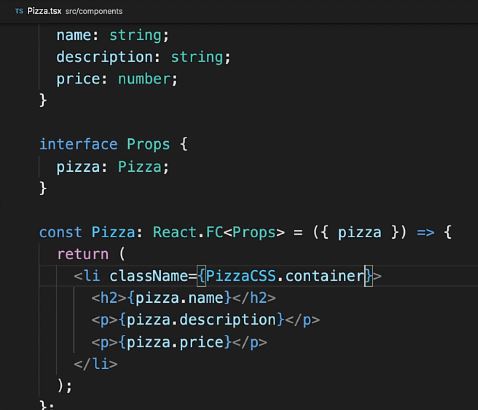 TS Pizza.tsx src/components
name: string;
description: string;
price: number;
}
interface Props {
pizza: Pizza;
}
const Pizza: React.FC<Props> = ({ pizza }) => {
return (
<li className={PizzaCSS.container}>
<h2>{pizza.name}</h2>
<p>{pizza.description}</p>
<p>{pizza.price}</p>
</li>
);
};